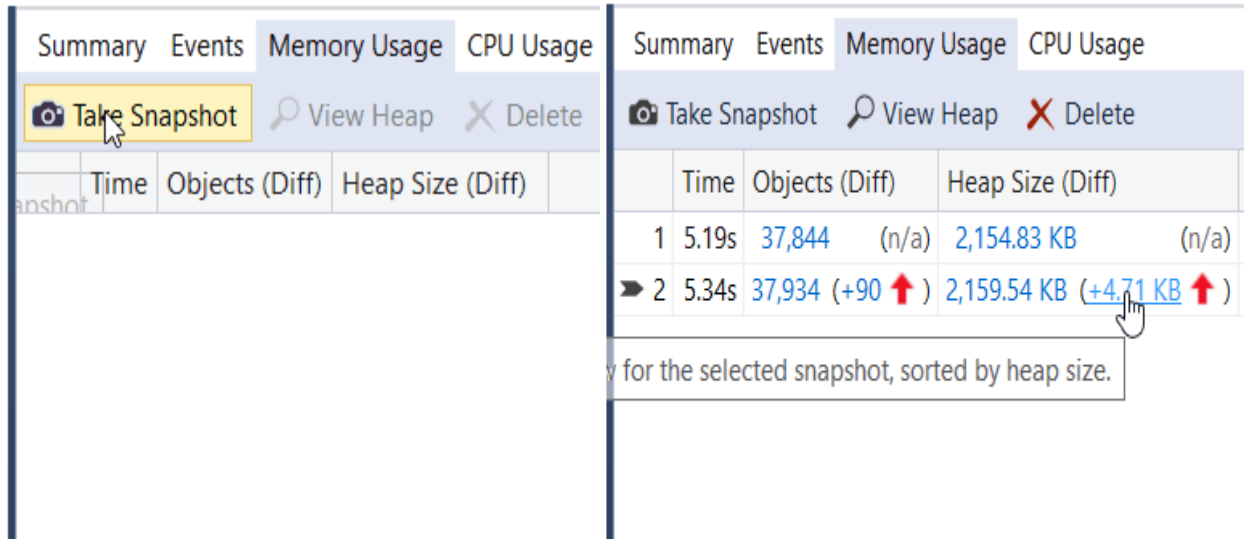 Summary Events Memory Usage CPU Usage
Take Snapshot View Heap Delete
Time Objects (Diff) Heap Size (Diff)
apshot
Summary Events Memory Usage CPU Usage
Take Snapshot View Heap Delete
Time Objects (Diff) Heap Size (Diff)
1 5.19s 37,844 (n/a) 2,154.83 KB (n/a)
2 5.34s 37,934 (+90 ) 2,159.54 KB (+4.71 KB )
for the selected snapshot, sorted by heap size.